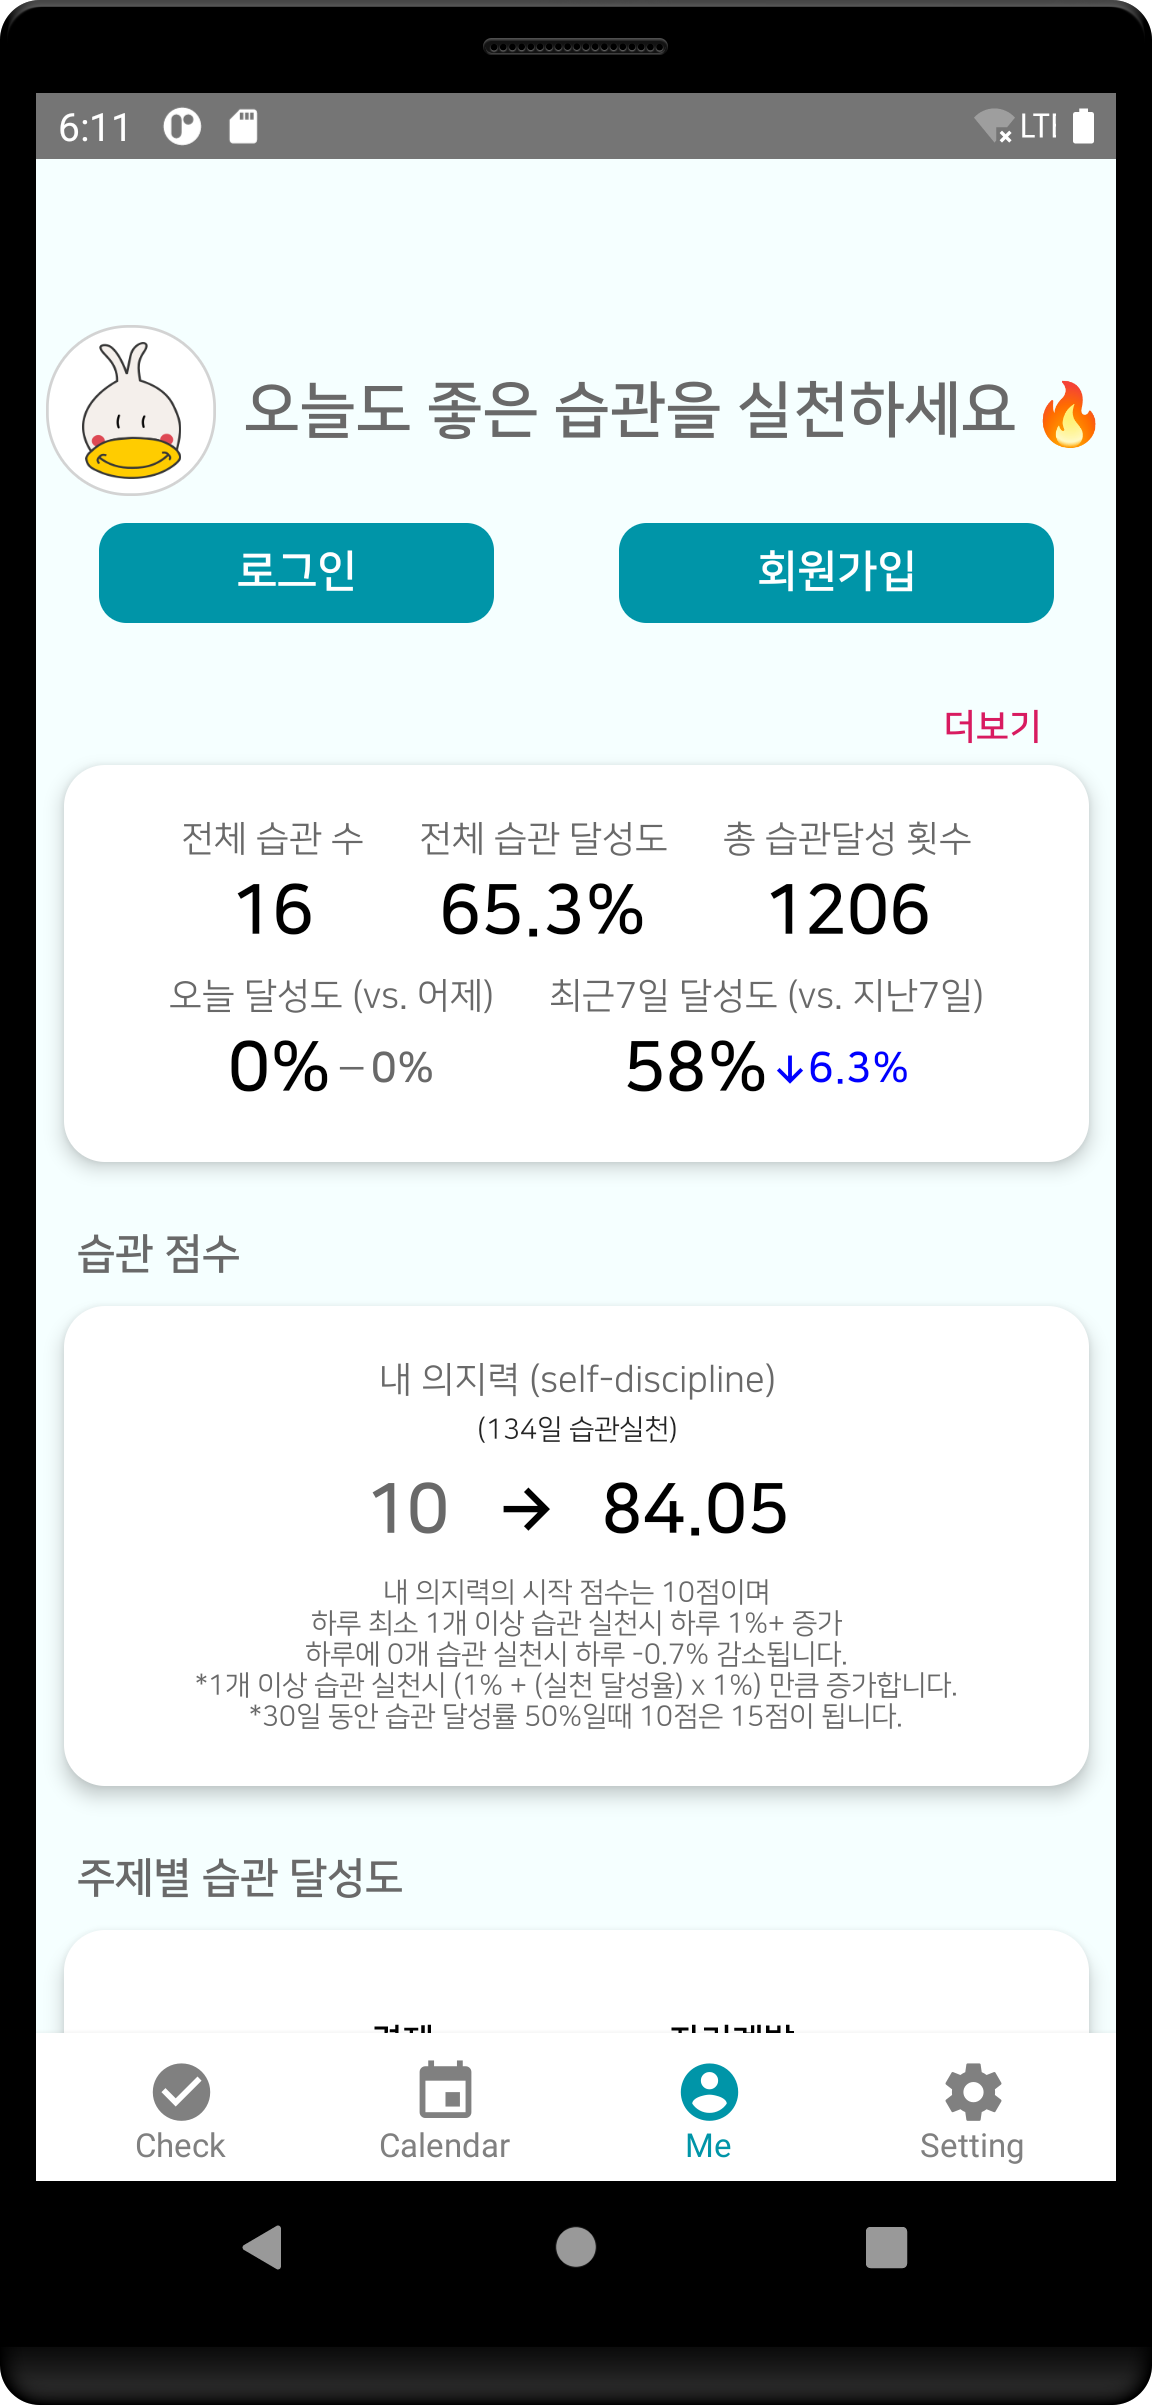 6:11
LTI
오늘도 좋은 습관을 실천하세요 🔥
로그인 회원가입
더보기
전체 습관 수 전체 습관 달성도 총 습관달성 횟수
16 65.3% 1206
오늘 달성도 (vs. 어제) 최근7일 달성도 (vs. 지난7일)
0% –0% 58% ↓6.3%
습관 점수
내 의지력 (self-discipline)
(134일 습관실천)
10 → 84.05
내 의지력의 시작 점수는 10점이며
하루 최소 1개 이상 습관 실천시 하루 1%+ 증가
하루에 0개 습관 실천시 하루 -0.7% 감소됩니다.
*1개 이상 습관 실천시 (1% + (실천 달성율) x 1%) 만큼 증가합니다.
*30일 동안 습관 달성률 50%일때 10점은 15점이 됩니다.
주제별 습관 달성도
Check Calendar Me Setting